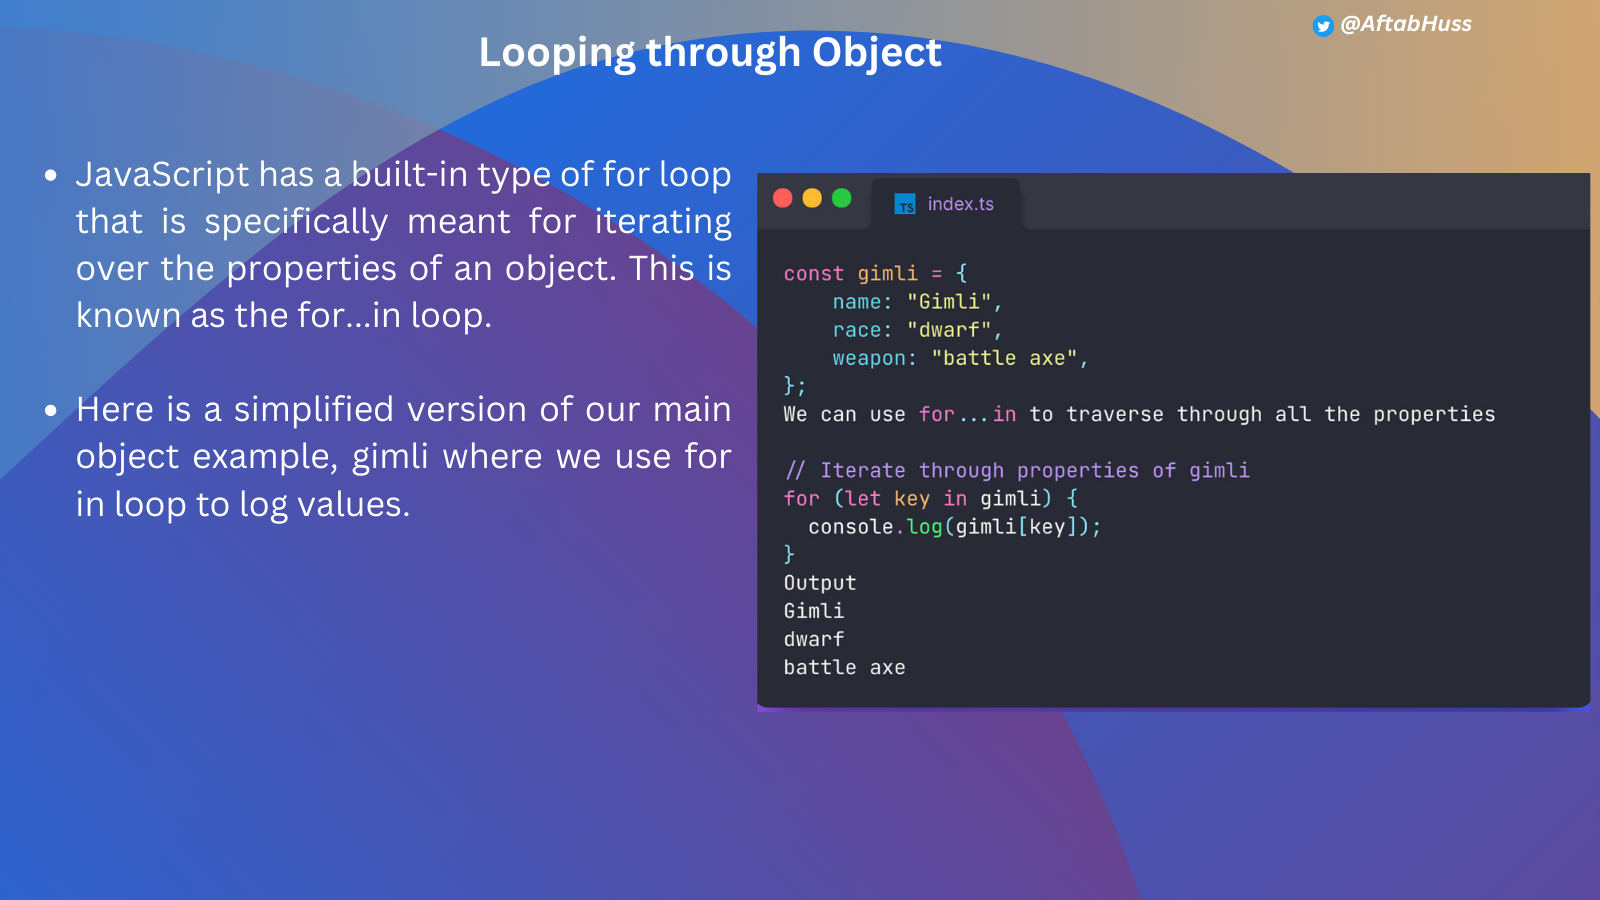 Looping through Object
@AftabHuss
• JavaScript has a built-in type of for loop
that is specifically meant for iterating
over the properties of an object. This is
known as the for...in loop.
• Here is a simplified version of our main
object example, gimli where we use for
in loop to log values.
TS index.ts
const gimli = {
    name: "Gimli",
    race: "dwarf",
    weapon: "battle axe",
};
We can use for...in to traverse through all the properties
// Iterate through properties of gimli
for (let key in gimli) {
  console.log(gimli[key]);
}
Output
Gimli
dwarf
battle axe